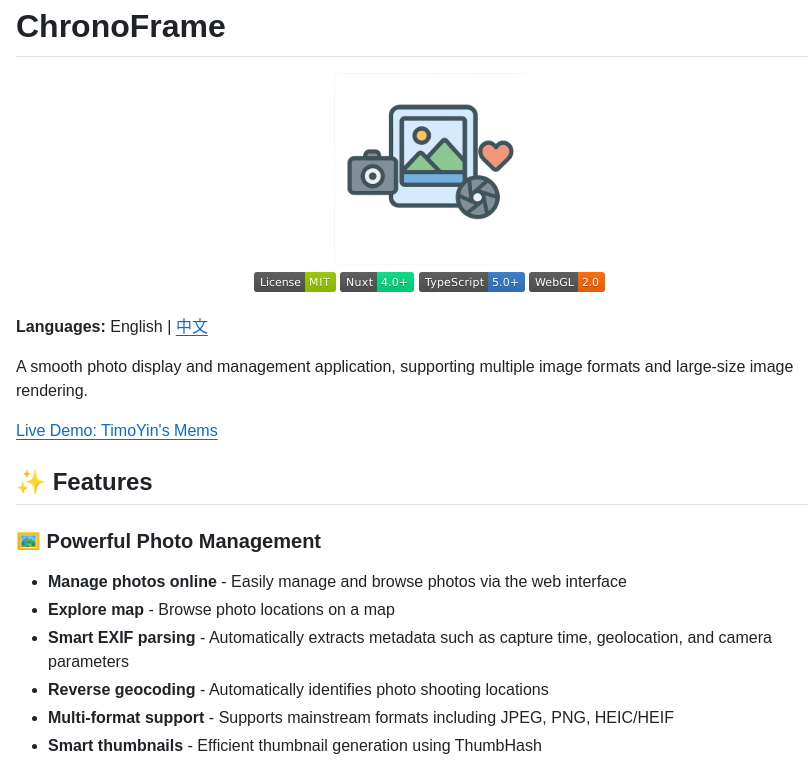 ChronoFrame
License MIT Nuxt 4.0+ TypeScript 5.0+ WebGL 2.0
Languages: English | 中文
A smooth photo display and management application, supporting multiple image formats and large-size image
rendering.
Live Demo: TimoYin's Mems
✨ Features
🖼️ Powerful Photo Management
• Manage photos online - Easily manage and browse photos via the web interface
• Explore map - Browse photo locations on a map
• Smart EXIF parsing - Automatically extracts metadata such as capture time, geolocation, and camera
parameters
• Reverse geocoding - Automatically identifies photo shooting locations
• Multi-format support - Supports mainstream formats including JPEG, PNG, HEIC/HEIF
• Smart thumbnails - Efficient thumbnail generation using ThumbHash